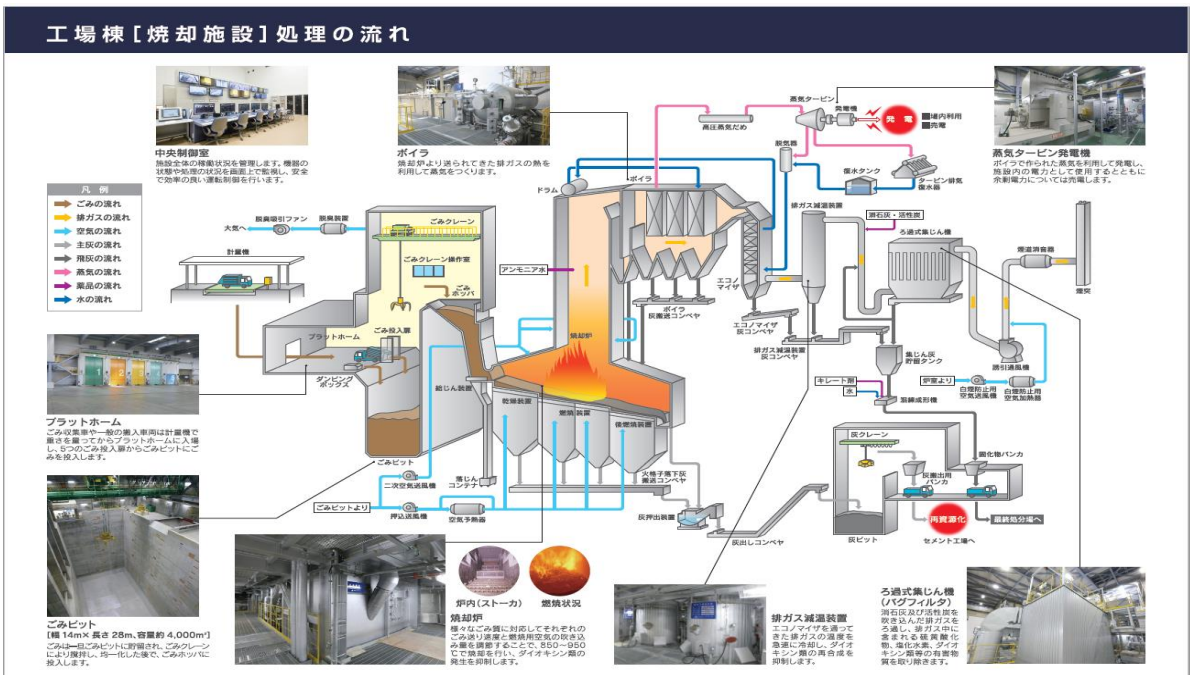 工場棟[焼却施設]処理の流れ
中央制御室
施設全体の稼働状況を管理します。機器の
状態や処理の状況を画面上で監視し、安全
で効率の良い運転制御を行います。
ボイラ
焼却炉より送られてきた排ガスの熱を
利用して蒸気をつくります。
蒸気タービン
発電機
発電
■場内利用
■売電
高圧蒸気だめ
脱気器
復水タンク
タービン排気
復水器
蒸気タービン発電機
ボイラで作られた蒸気を利用して発電し、
施設内の電力として使用するとともに
余剰電力については売電します。
凡例
ごみの流れ
排ガスの流れ
空気の流れ
主灰の流れ
飛灰の流れ
蒸気の流れ
薬品の流れ
水の流れ
脱臭吸引ファン
脱臭装置
大気へ
計量機
ごみクレーン
ごみクレーン操作室
ごみ
ホッパ
プラットホーム
ごみ投入扉
ダンピング
ボックス
給じん装置
ごみピット
ドラム
ボイラ
アンモニア水
焼却炉
乾燥装置
燃焼装置
後燃焼装置
ボイラ
灰搬送コンベヤ
エコノ
マイザ
エコノマイザ
灰コンベヤ
排ガス減温装置
消石灰・活性炭
ろ過式集じん機
煙道消音器
煙突
排ガス減温装置
灰コンベヤ
集じん灰
貯留タンク
誘引通風機
炉室より
白煙防止用
空気送風機
白煙防止用
空気加熱器
キレート剤
水
混練成形機
灰クレーン
灰搬出用
バンカ
固化物バンカ
再資源化
セメント工場へ
最終処分場へ
灰ピット
灰出しコンベヤ
灰押出装置
火格子落下灰
搬送コンベヤ
落じん
コンテナ
二次空気送風機
ごみピットより
押込送風機
空気予熱器
プラットホーム
ごみ収集車や一般の搬入車両は計量機で
重さを量ってからプラットホームに入場
し、5つのごみ投入扉からごみピットにご
みを投入します。
ごみピット
[幅 14m× 長さ 28m、容量約 4,000m³]
ごみは一旦ごみピットに貯留され、ごみクレーン
により撹拌し、均一化した後で、ごみホッパに
投入します。
炉内(ストーカ)
燃焼状況
焼却炉
様々なごみ質に対応してそれぞれの
ごみ送り速度と燃焼用空気の吹き込
み量を調節することで、850〜950
℃で焼却を行い、ダイオキシン類の
発生を抑制します。
排ガス減温装置
エコノマイザを通って
きた排ガスの温度を
急速に冷却し、ダイオ
キシン類の再合成を
抑制します。
ろ過式集じん機
(バグフィルタ)
消石灰及び活性炭を
吹き込んだ排ガスを
ろ過し、排ガス中に
含まれる硫黄酸化
物、塩化水素、ダイオ
キシン類等の有害物
質を取り除きます。